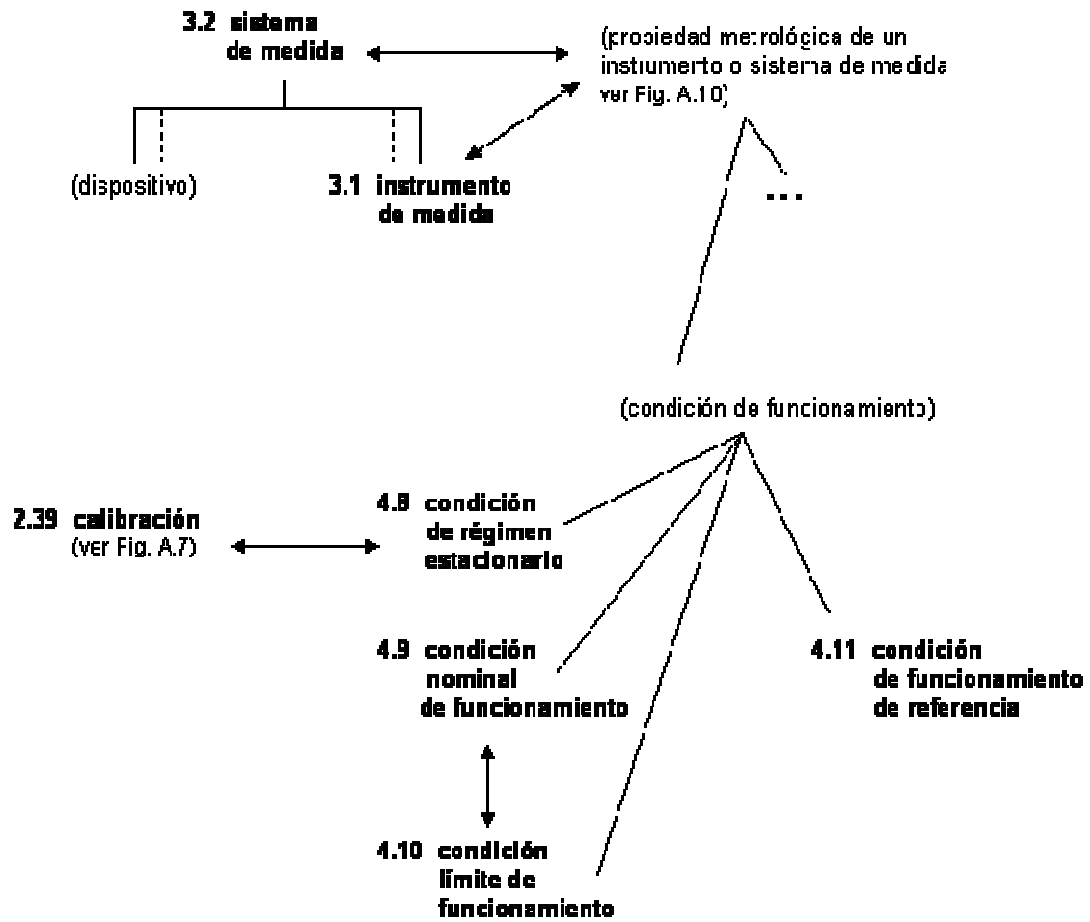 3.2 sistema
de medida
(propiedad metrológica de un
instrumento o sistema de medida
ver Fig. A.10)
(dispositivo)
3.1 instrumento
de medida
...
(condición de funcionamiento)
2.39 calibración
(ver Fig. A.7)
4.8 condición
de régimen
estacionario
4.9 condición
nominal
de funcionamiento
4.11 condición
de funcionamiento
de referencia
4.10 condición
límite de
funcionamiento